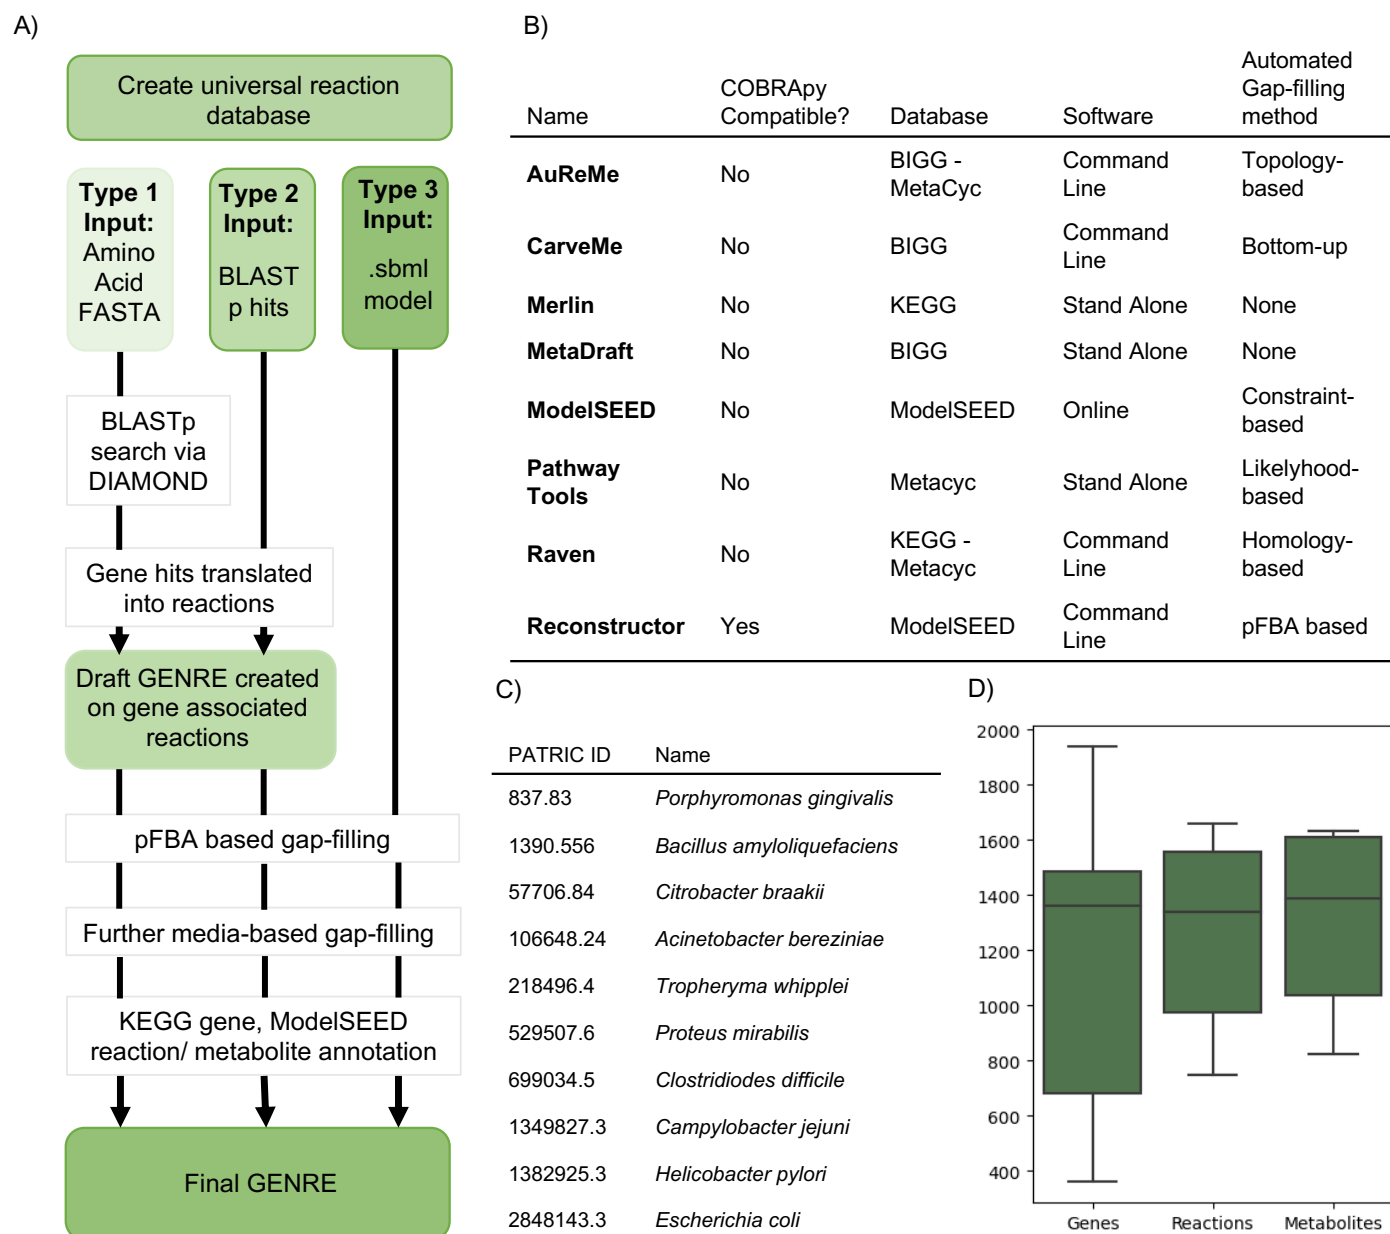 A)
Create universal reaction
database
Type 1
Input:
Amino
Acid
FASTA
Type 2
Input:
BLAST
p hits
Type 3
Input:
.sbml
model
BLASTp
search via
DIAMOND
Gene hits translated
into reactions
Draft GENRE created
on gene associated
reactions
pFBA based gap-filling
Further media-based gap-filling
KEGG gene, ModelSEED
reaction/ metabolite annotation
Final GENRE
B)
Name
COBRApy
Compatible?
Database
Software
Automated
Gap-filling
method
AuReMe
No
BIGG -
MetaCyc
Command
Line
Topology-
based
CarveMe
No
BIGG
Command
Line
Bottom-up
Merlin
No
KEGG
Stand Alone
None
MetaDraft
No
BIGG
Stand Alone
None
ModelSEED
No
ModelSEED
Online
Constraint-
based
Pathway
Tools
No
Metacyc
Stand Alone
Likelyhood-
based
Raven
No
KEGG -
Metacyc
Command
Line
Homology-
based
Reconstructor
Yes
ModelSEED
Command
Line
pFBA based
C)
PATRIC ID Name
837.83 Porphyromonas gingivalis
1390.556 Bacillus amyloliquefaciens
57706.84 Citrobacter braakii
106648.24 Acinetobacter bereziniae
218496.4 Tropheryma whipplei
529507.6 Proteus mirabilis
699034.5 Clostridiodes difficile
1349827.3 Campylobacter jejuni
1382925.3 Helicobacter pylori
2848143.3 Escherichia coli
D)
2000
1800
1600
1400
1200
1000
800
600
400
Genes Reactions Metabolites